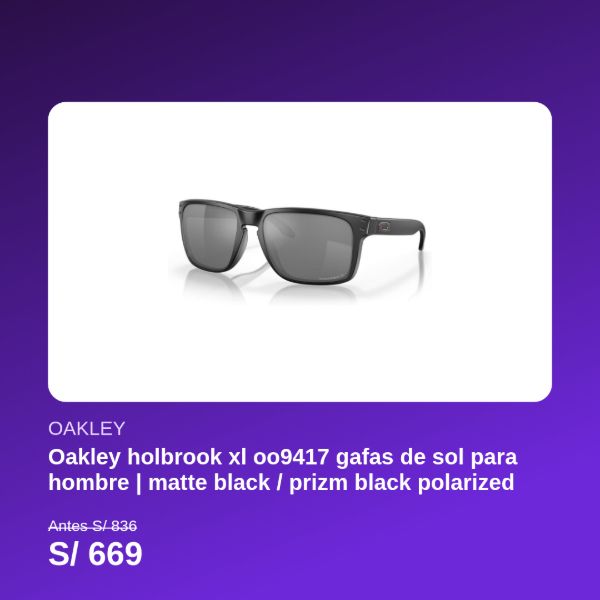 OAKLEY
Oakley holbrook xl oo9417 gafas de sol para
hombre | matte black / prizm black polarized
Antes S/ 836
S/ 669